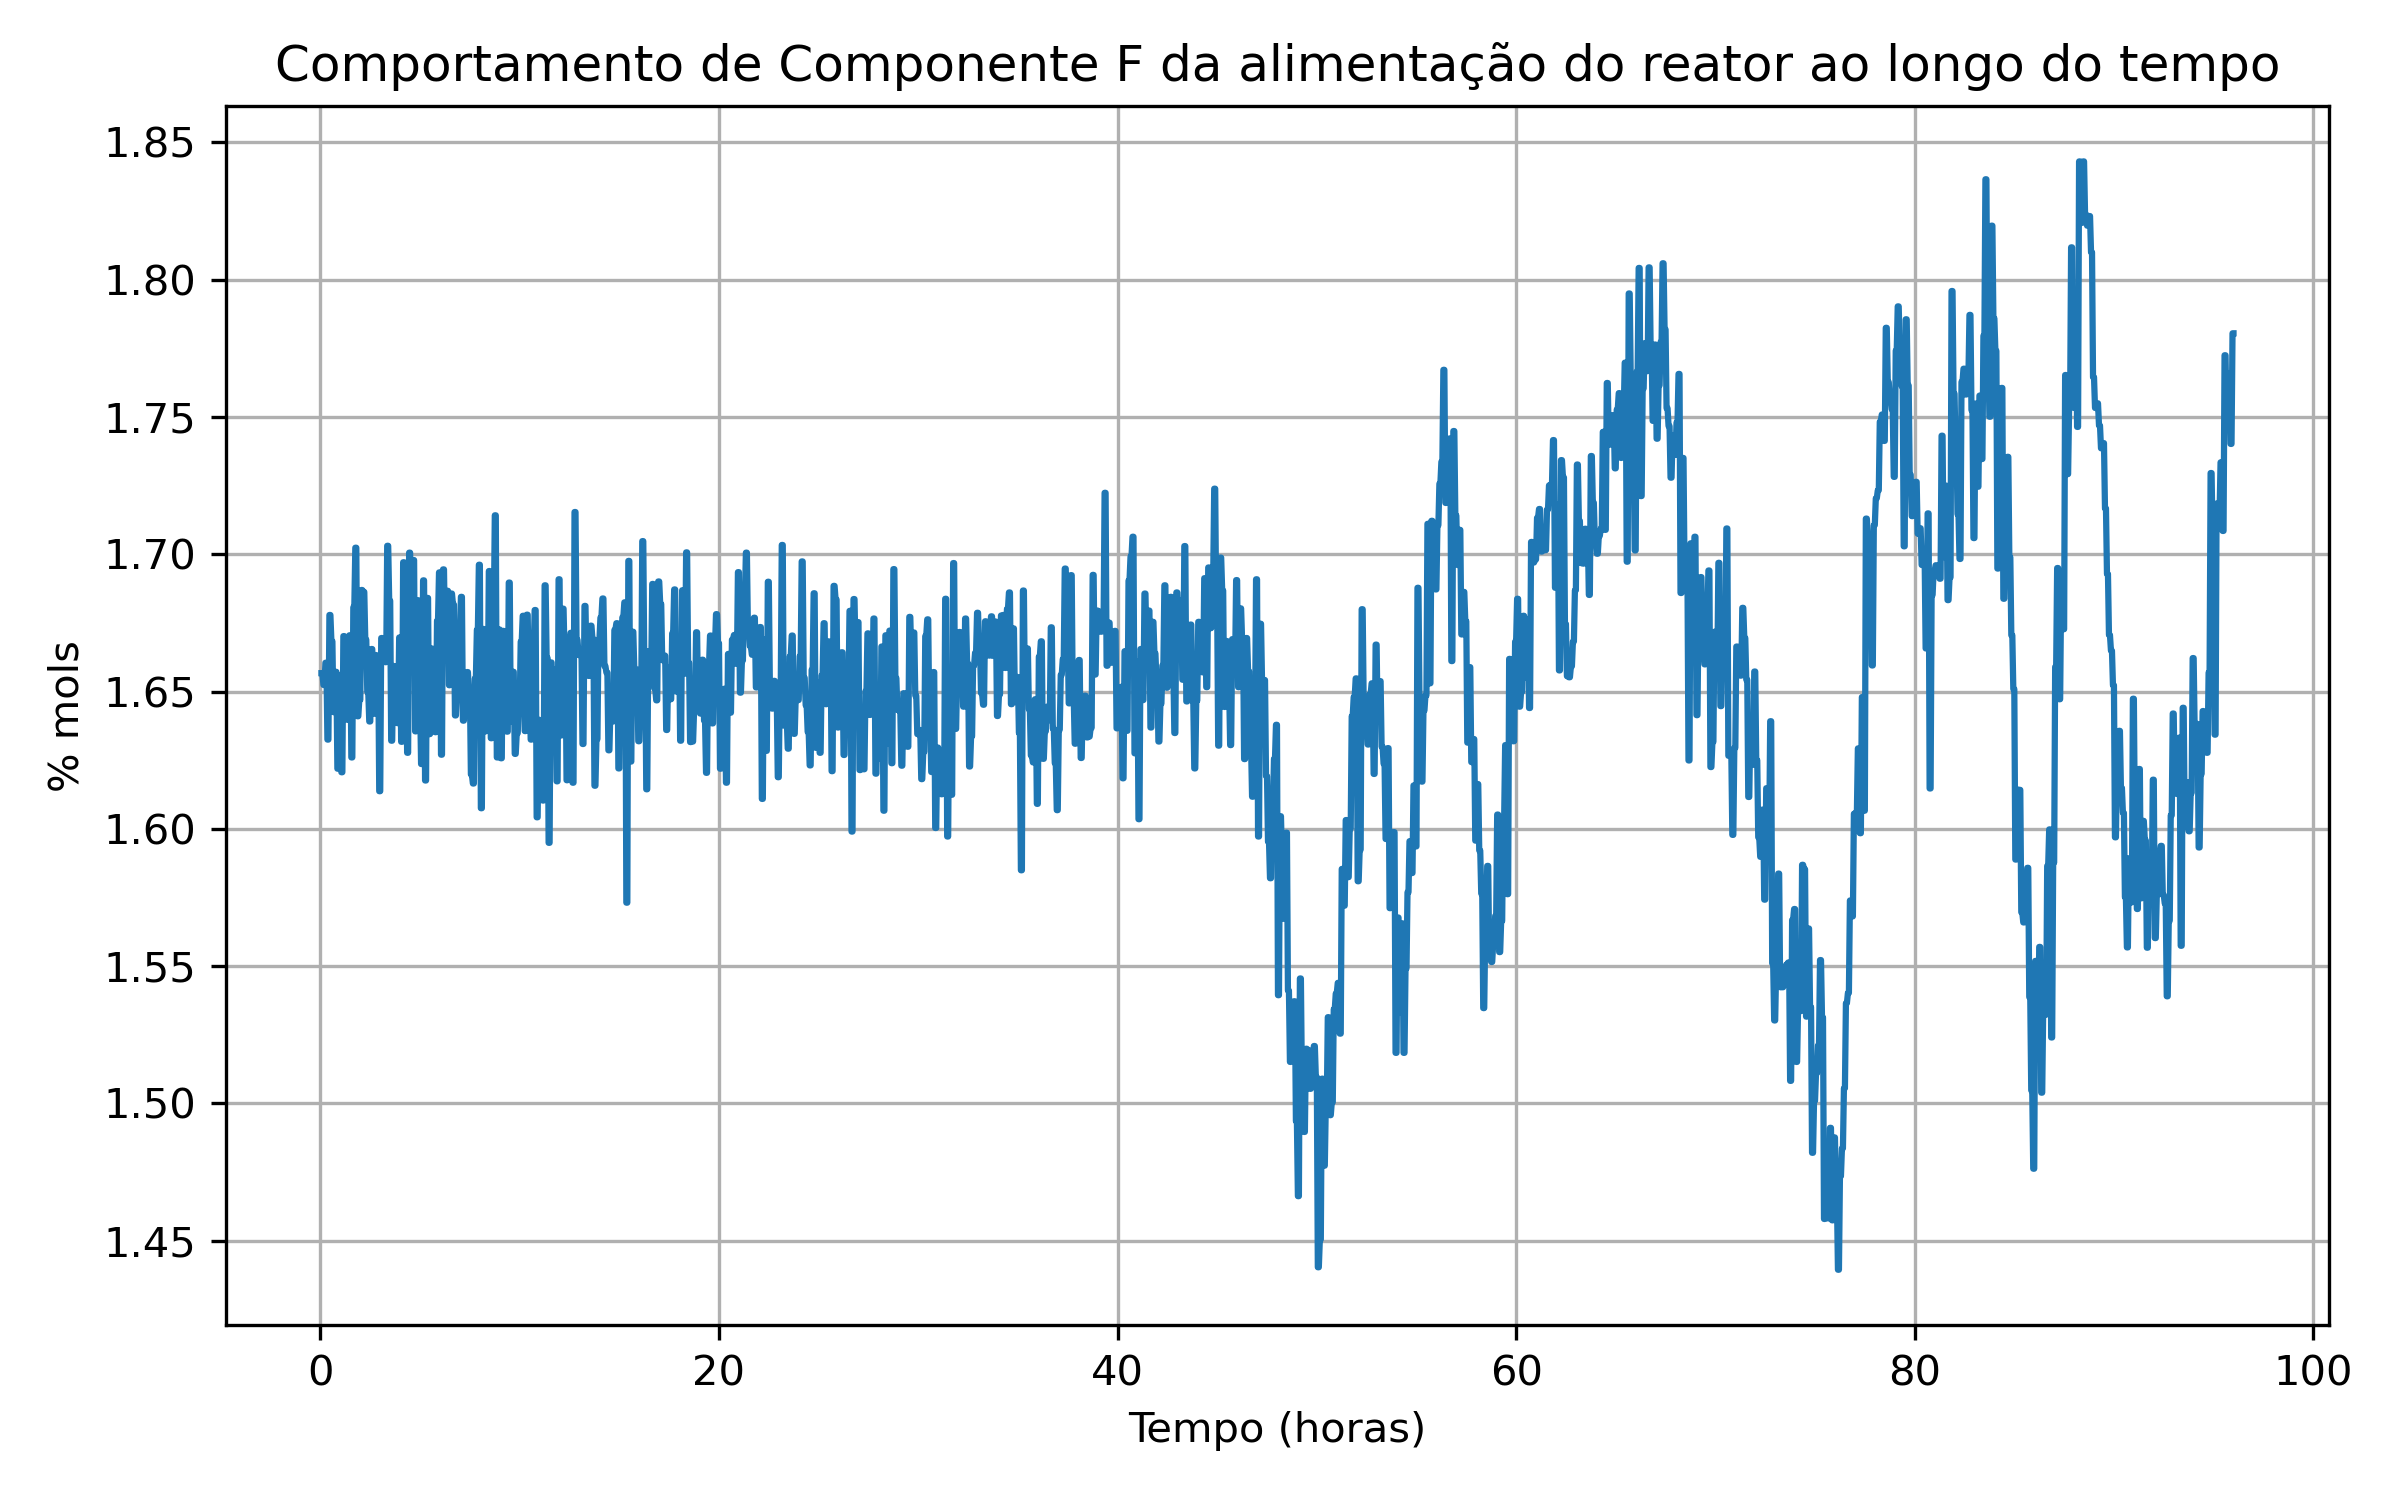 Comportamento de Componente F da alimentação do reator ao longo do tempo
1.85
1.80
1.75
1.70
1.65
1.60
1.55
1.50
1.45
% mols
0 20 40 60 80 100
Tempo (horas)